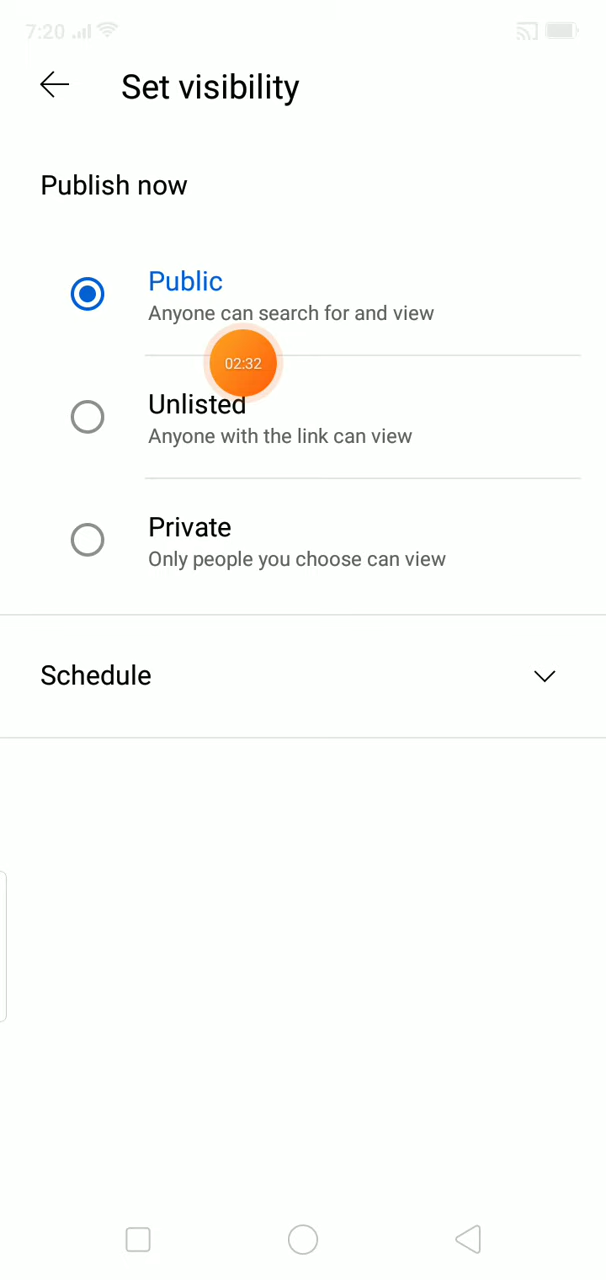 7:20
Set visibility
Publish now
Public
Anyone can search for and view
02:32
Unlisted
Anyone with the link can view
Private
Only people you choose can view
Schedule